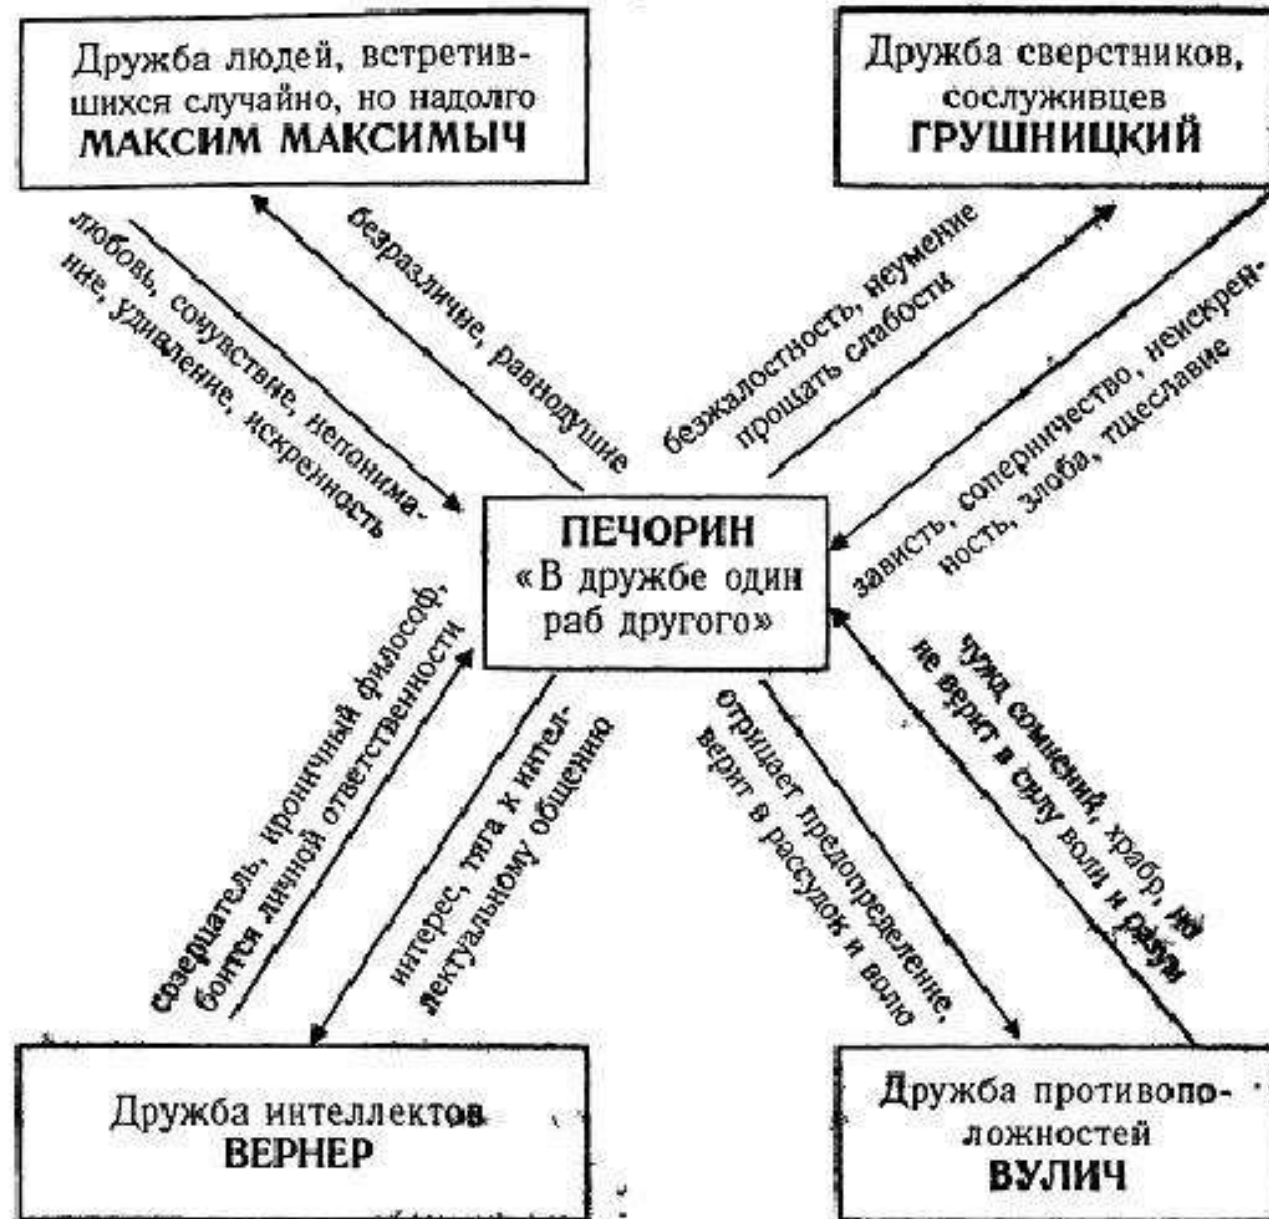 Дружба людей, встретив-
шихся случайно, но надолго
МАКСИМ МАКСИМЫЧ
Дружба сверстников,
сослуживцев
ГРУШНИЦКИЙ
любовь, сочувствие, непонима-
ние, удивление, искренность
безразличие, равнодушие
безжалостность, неумение
прощать слабости
зависть, соперничество, неискрен-
ность, злоба, тщеславие
ПЕЧОРИН
«В дружбе один
раб другого»
созерцатель, ироничный философ,
боится личной ответственности
интерес, тяга к интел-
лектуальному общению
отрицает предопределение,
верит в рассудок и волю
чужд сомнений, храбр, но
не верит в силу воли и разум
Дружба интеллектов
ВЕРНЕР
Дружба противопо-
ложностей
ВУЛИЧ